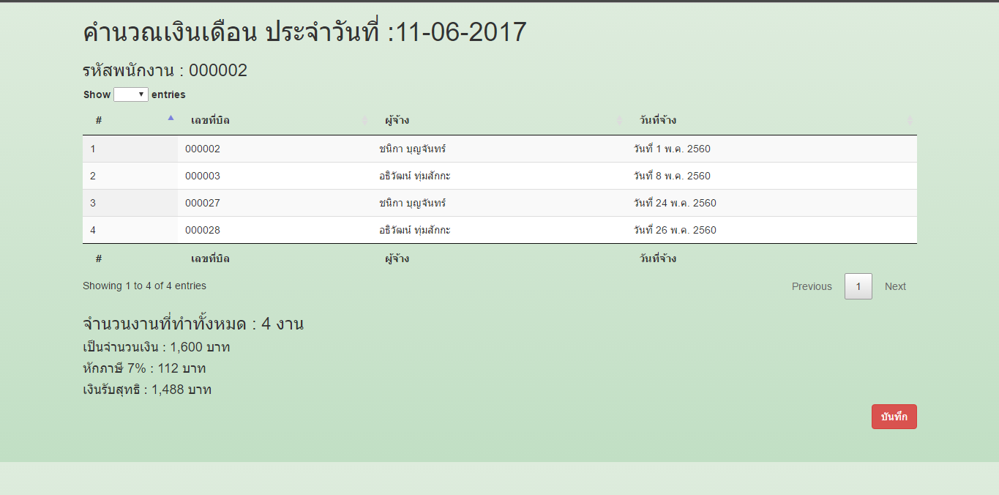 คำนวณเงินเดือน ประจำวันที่ :11-06-2017
รหัสพนักงาน : 000002
Show entries
# เลขที่บิล ผู้จ้าง วันที่จ้าง
1 000002 ชนิกา บุญจันทร์ วันที่ 1 พ.ค. 2560
2 000003 อธิวัฒน์ ทุ่มสักกะ วันที่ 8 พ.ค. 2560
3 000027 ชนิกา บุญจันทร์ วันที่ 24 พ.ค. 2560
4 000028 อธิวัฒน์ ทุ่มสักกะ วันที่ 26 พ.ค. 2560
# เลขที่บิล ผู้จ้าง วันที่จ้าง
Showing 1 to 4 of 4 entries Previous 1 Next
จำนวนงานที่ทำทั้งหมด : 4 งาน
เป็นจำนวนเงิน : 1,600 บาท
หักภาษี 7% : 112 บาท
เงินรับสุทธิ : 1,488 บาท
บันทึก